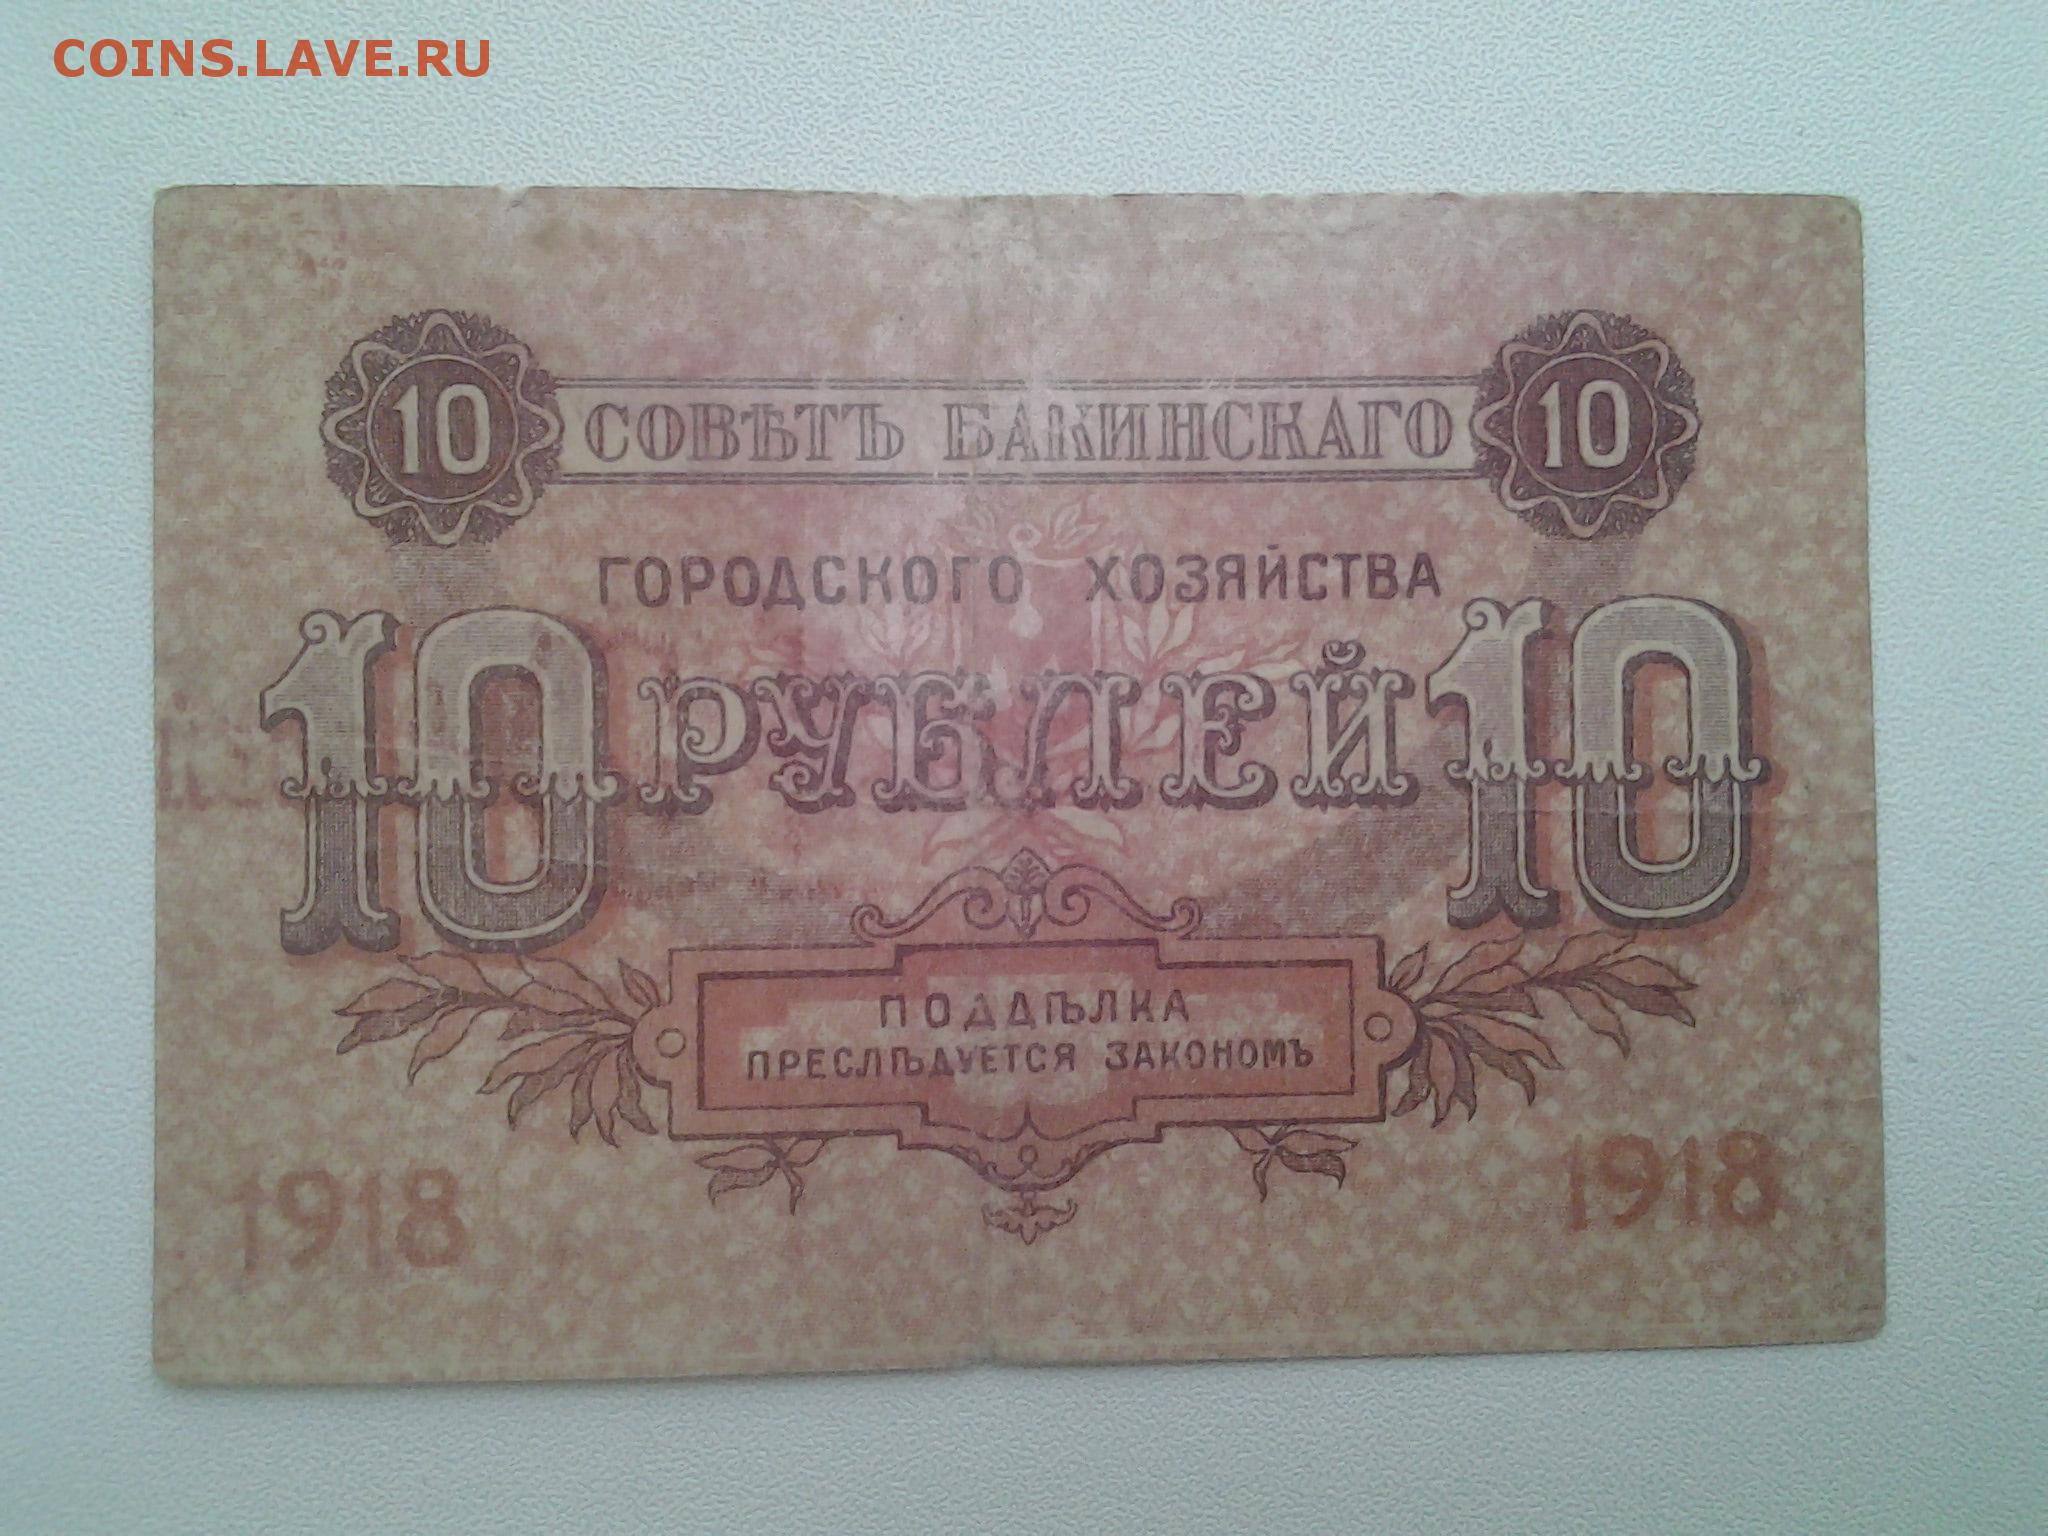 COINS.LAVE.RU
10 СОВѢТЪ БАКИНСКАГО 10
ГОРОДСКОГО ХОЗЯЙСТВА
10 РУБЛЕЙ 10
ПОДДѢЛКА
ПРЕСЛѢДУЕТСЯ ЗАКОНОМЪ
1918 1918